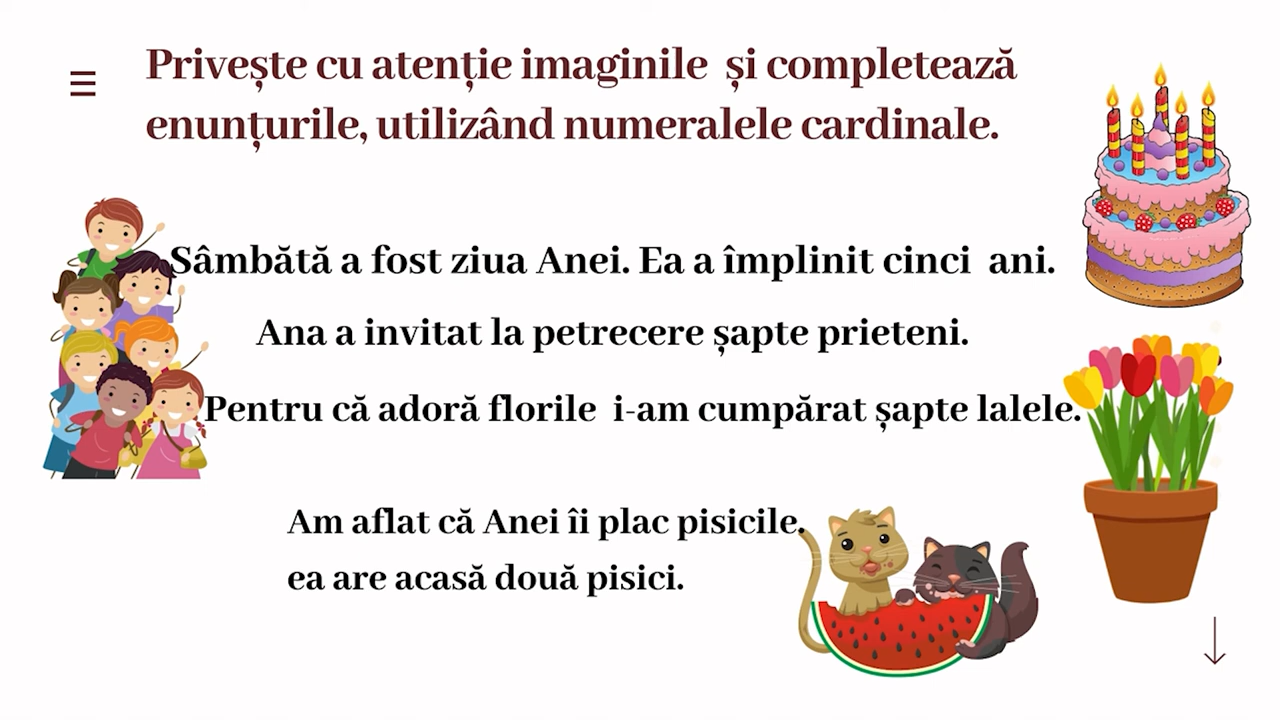 Privește cu atenție imaginile și completează
enunțurile, utilizând numeralele cardinale.
Sâmbătă a fost ziua Anei. Ea a împlinit cinci ani.
Ana a invitat la petrecere șapte prieteni.
Pentru că adoră florile i-am cumpărat șapte lalele.
Am aflat că Anei îi plac pisicile.
ea are acasă două pisici.